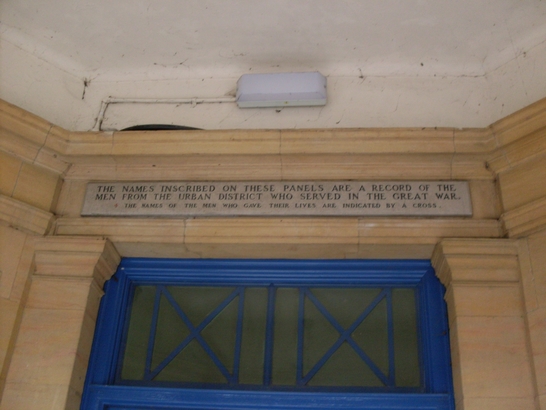 THE NAMES INSCRIBED ON THESE PANELS ARE A RECORD OF THE
MEN FROM THE URBAN DISTRICT WHO SERVED IN THE GREAT WAR.
THE NAMES OF THE MEN WHO GAVE THEIR LIVES ARE INDICATED BY A CROSS.